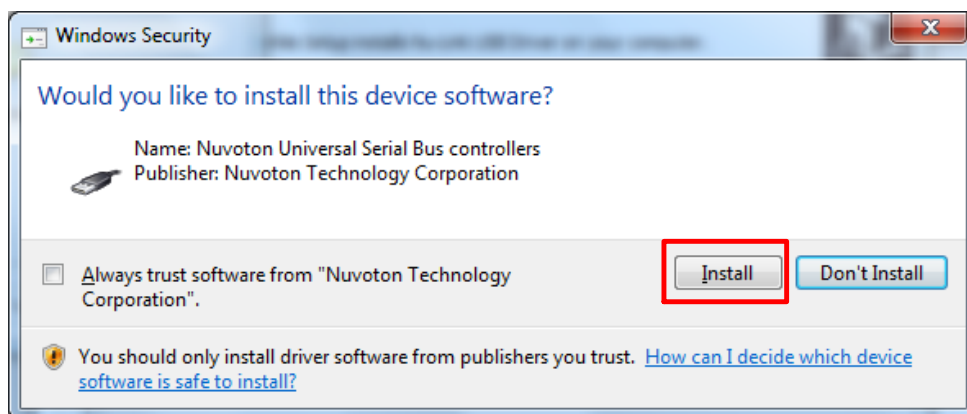 Windows Security
Would you like to install this device software?
Name: Nuvoton Universal Serial Bus controllers
Publisher: Nuvoton Technology Corporation
Always trust software from "Nuvoton Technology
Corporation".
Install
Don't Install
You should only install driver software from publishers you trust. How can I decide which device
software is safe to install?